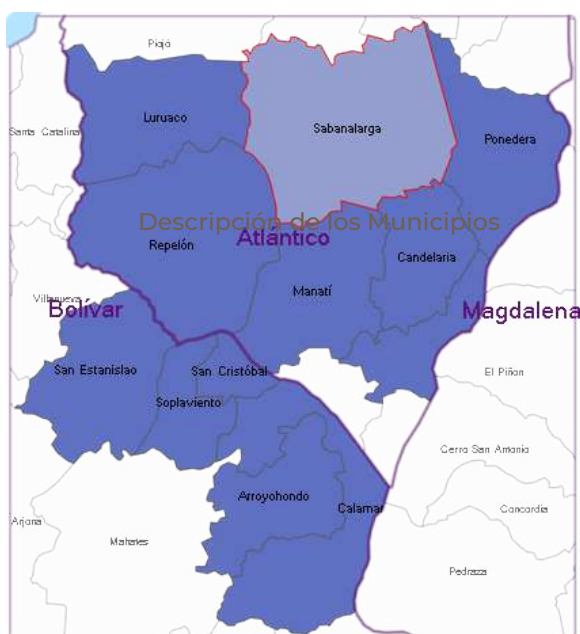 Piojó
Luruaco
Sabanalarga
Santa Catalina
Ponedera
Descripción de los Municipios
Atlántico
Repelón
Candelaria
Manatí
Villanueva
Bolívar
Magdalena
San Estanislao
San Cristóbal
El Piñon
Soplaviento
Cerro San Antonio
Arroyohondo
Calamar
Concordia
Arjona
Mahates
Pedraza